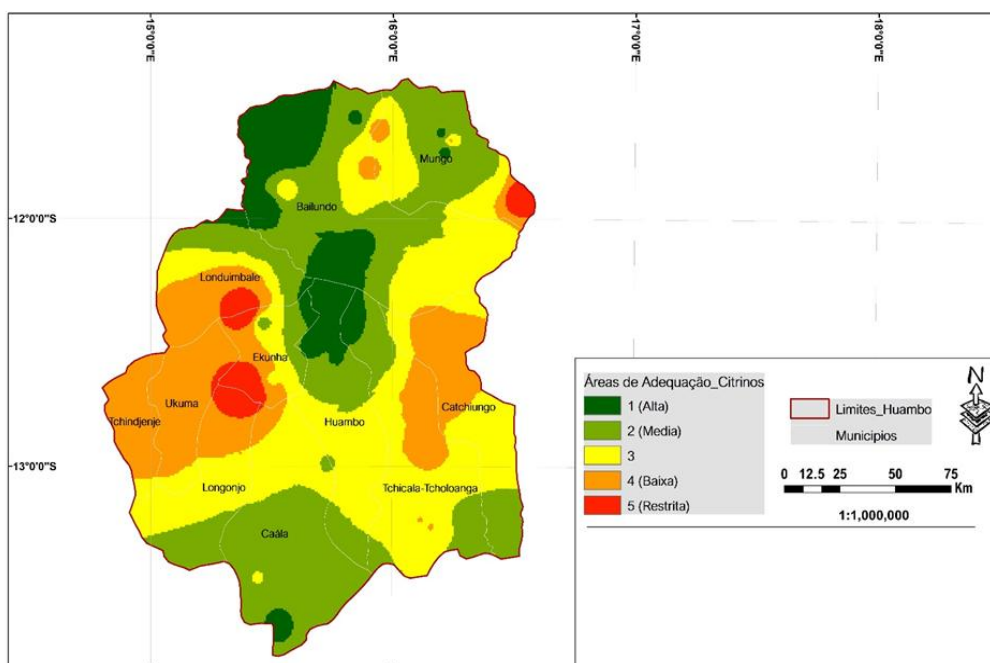 15°0'0"E
16°0'0"E
17°0'0"E
18°0'0"E
12°0'0"S
13°0'0"S
Mungo
Bailundo
Londuimbale
Ekunha
Ukuma
Tchindjenje
Huambo
Catchiungo
Longonjo
Tchicala-Tcholoanga
Caála
Áreas de Adequação_Citrinos
1 (Alta)
2 (Media)
3
4 (Baixa)
5 (Restrita)
Limites_Huambo
Municipios
N
0 12.5 25 50 75
Km
1:1,000,000